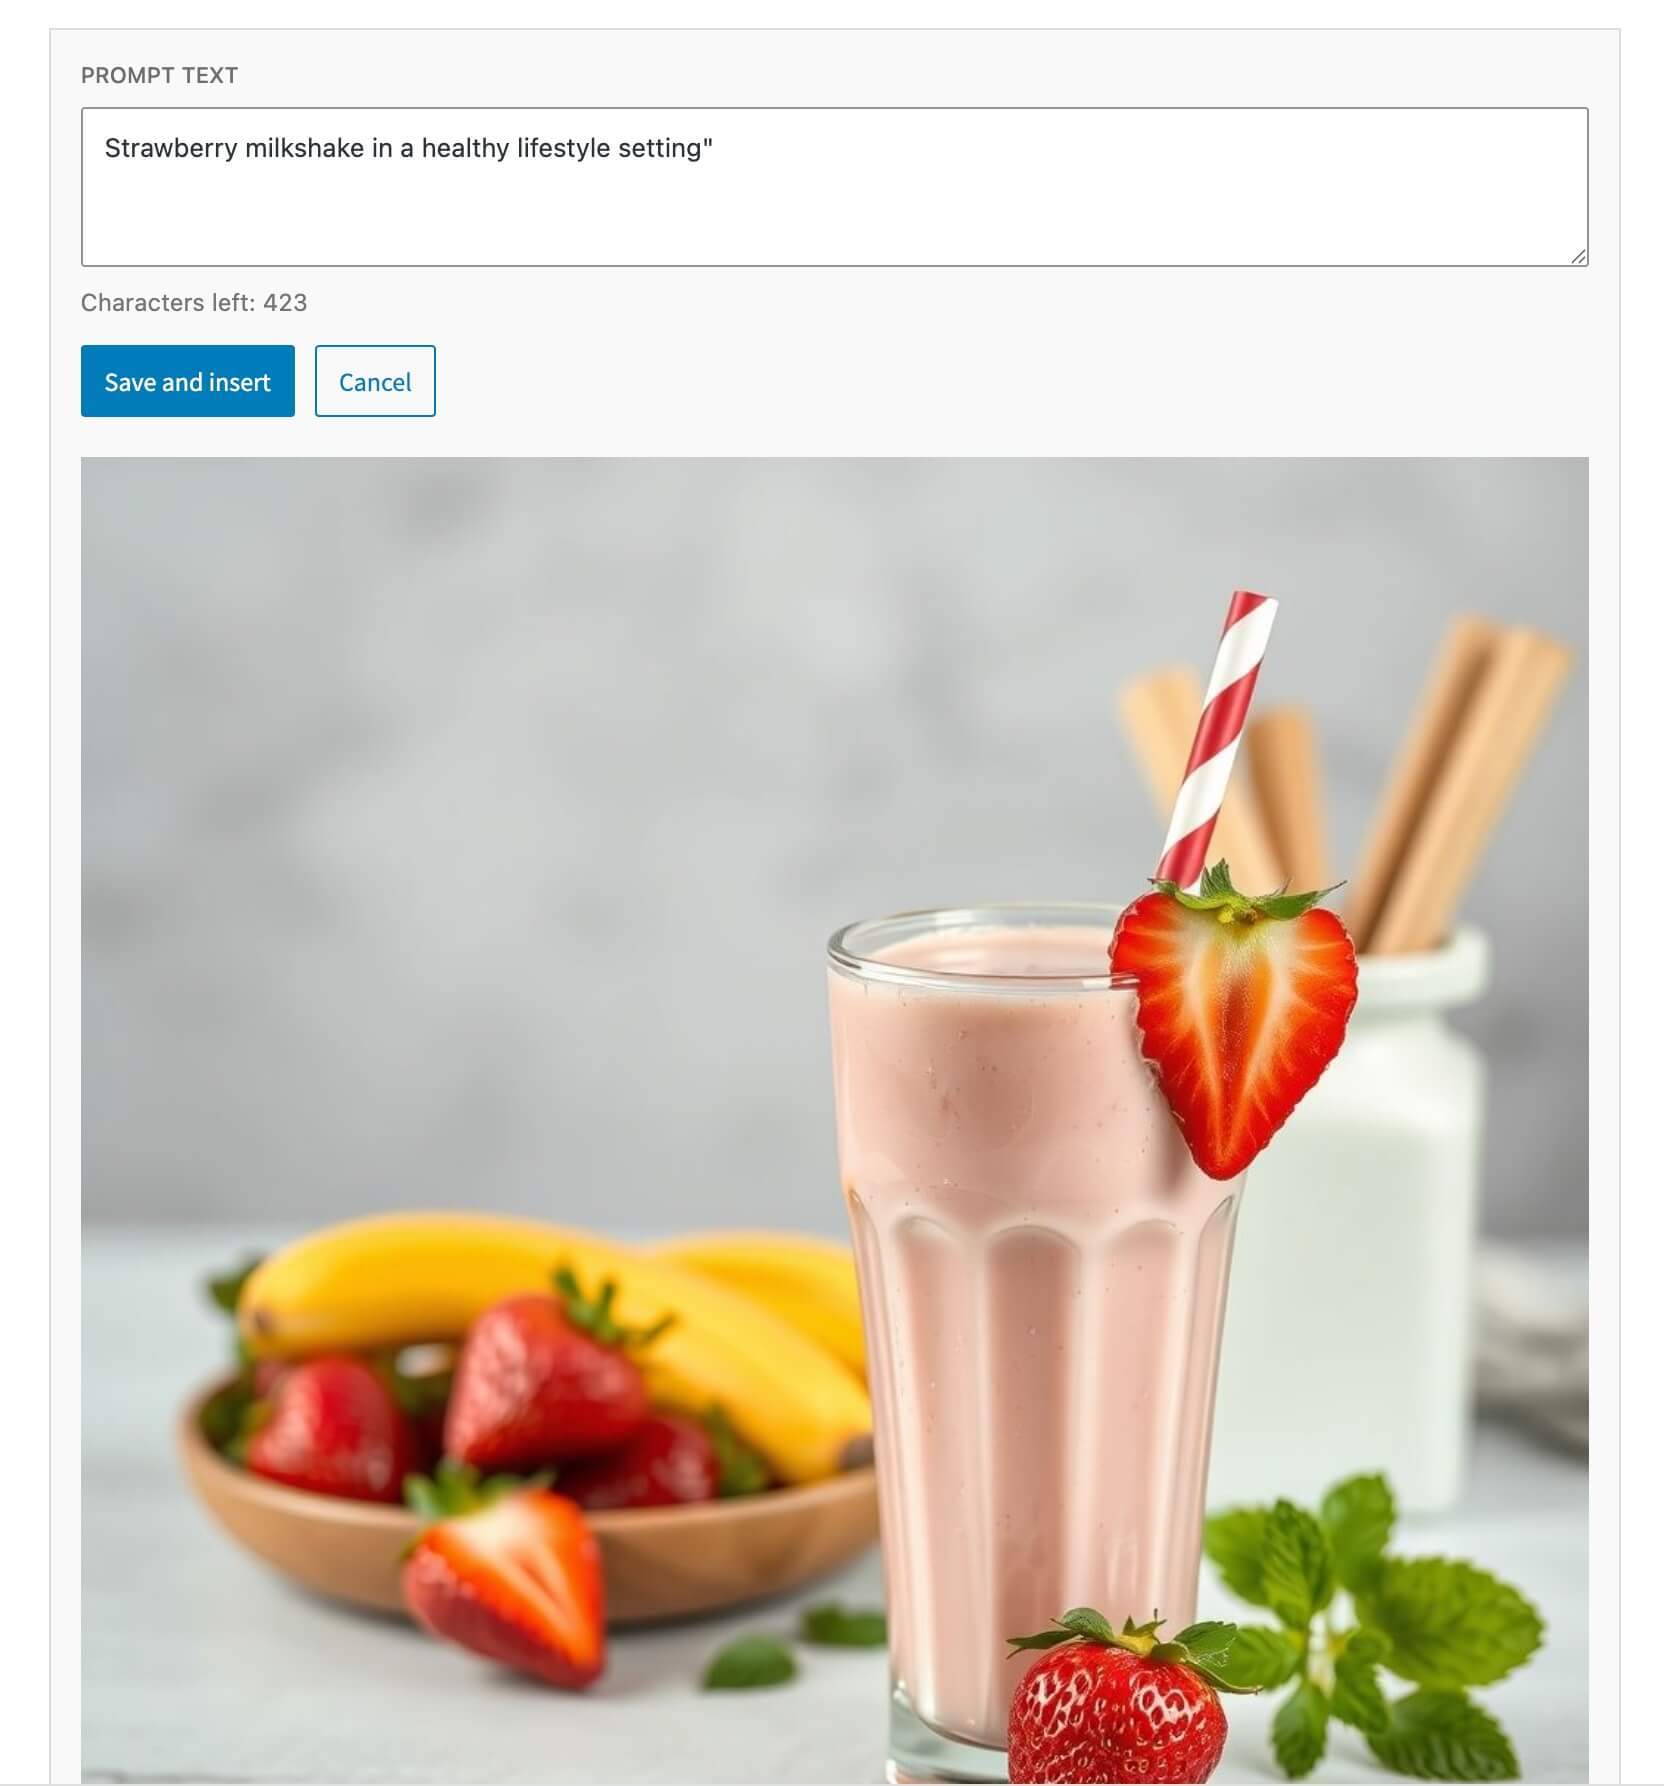 PROMPT TEXT
Strawberry milkshake in a healthy lifestyle setting"
Characters left: 423
Save and insert
Cancel